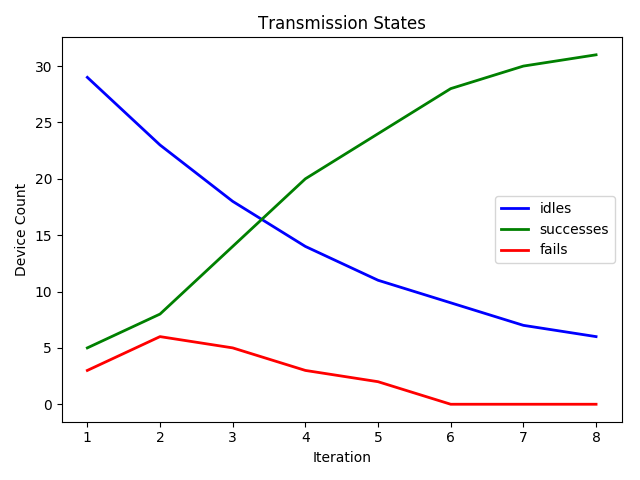 Transmission States
Device Count
30
25
20
15
10
5
0
idles
successes
fails
1 2 3 4 5 6 7 8
Iteration